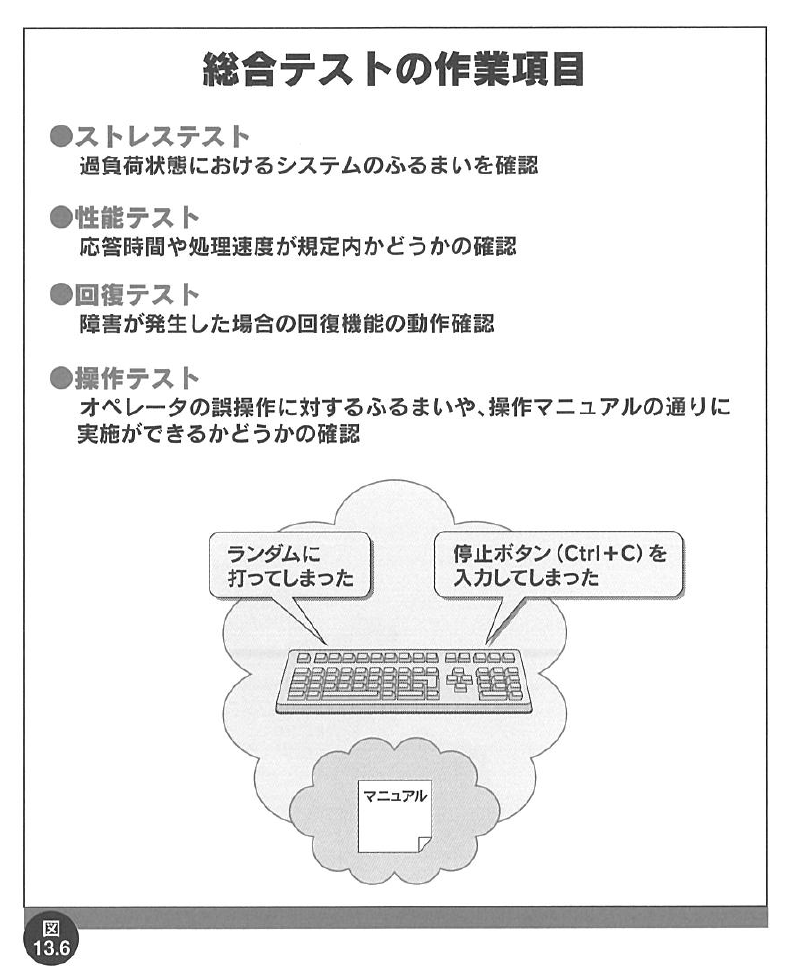 総合テストの作業項目
●ストレステスト
過負荷状態におけるシステムのふるまいを確認
●性能テスト
応答時間や処理速度が規定内かどうかの確認
●回復テスト
障害が発生した場合の回復機能の動作確認
●操作テスト
オペレータの誤操作に対するふるまいや、操作マニュアルの通りに
実施ができるかどうかの確認
ランダムに
打ってしまった
停止ボタン（Ctrl+C）を
入力してしまった
マニュアル
図
13.6